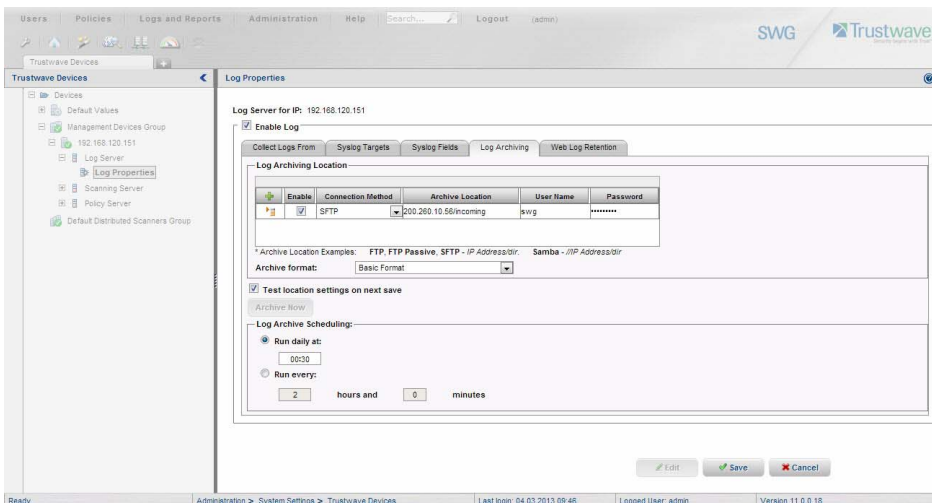 Users Policies Logs and Reports Administration Help Search... Logout (admin)
SWG Trustwave
Trustwave Devices
Trustwave Devices
Log Properties
Devices
Default Values
Management Devices Group
192.168.120.151
Log Server
Log Properties
Scanning Server
Policy Server
Default Distributed Scanners Group
Log Server for IP: 192.168.120.151
Enable Log
Collect Logs From Syslog Targets Syslog Fields Log Archiving Web Log Retention
Log Archiving Location
Enable Connection Method Archive Location User Name Password
SFTP 200.260.10.56/incoming swg •••••••••
* Archive Location Examples: FTP, FTP Passive, SFTP - IP Address/dir. Samba - //IP Address/dir
Archive format: Basic Format
Test location settings on next save
Archive Now
Log Archive Scheduling:
Run daily at:
00:30
Run every:
2 hours and 0 minutes
Edit Save Cancel
Ready Administration > System Settings > Trustwave Devices Last login: 04.03.2013 09:46 Logged User: admin Version 11.0.0.18